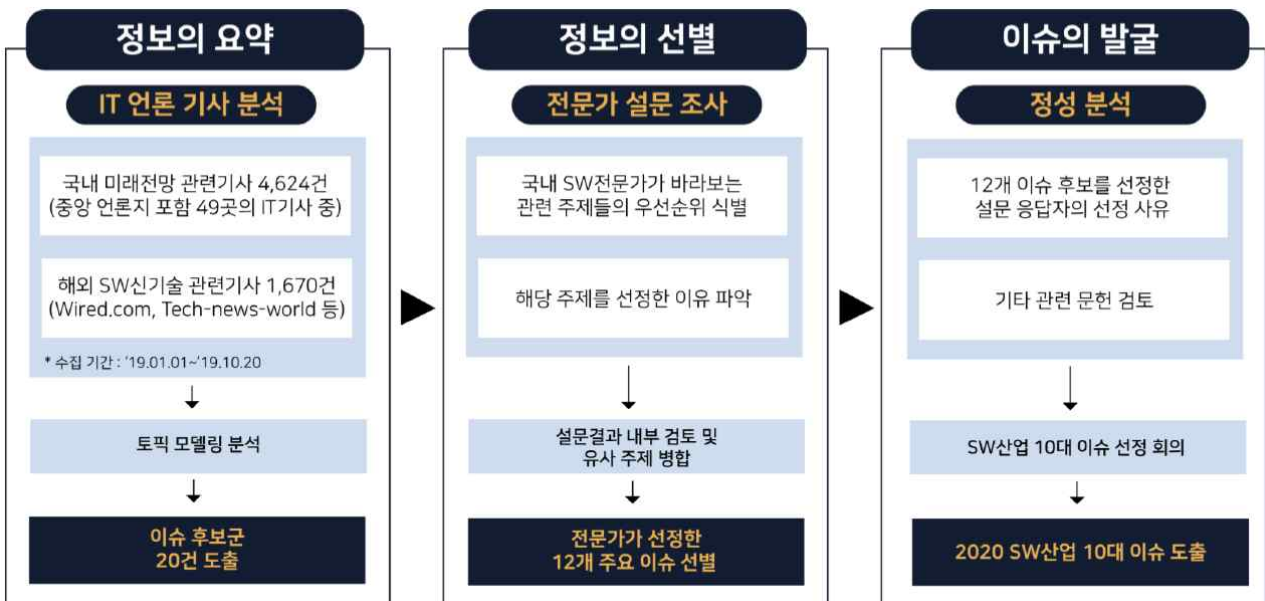 정보의 요약
IT 언론 기사 분석
국내 미래전망 관련기사 4,624건
(중앙 언론지 포함 49곳의 IT기사 중)
해외 SW신기술 관련기사 1,670건
(Wired.com, Tech-news-world 등)
* 수집 기간 : '19.01.01~'19.10.20
토픽 모델링 분석
이슈 후보군
20건 도출
정보의 선별
전문가 설문 조사
국내 SW전문가가 바라보는
관련 주제들의 우선순위 식별
해당 주제를 선정한 이유 파악
설문결과 내부 검토 및
유사 주제 병합
전문가가 선정한
12개 주요 이슈 선별
이슈의 발굴
정성 분석
12개 이슈 후보를 선정한
설문 응답자의 선정 사유
기타 관련 문헌 검토
SW산업 10대 이슈 선정 회의
2020 SW산업 10대 이슈 도출